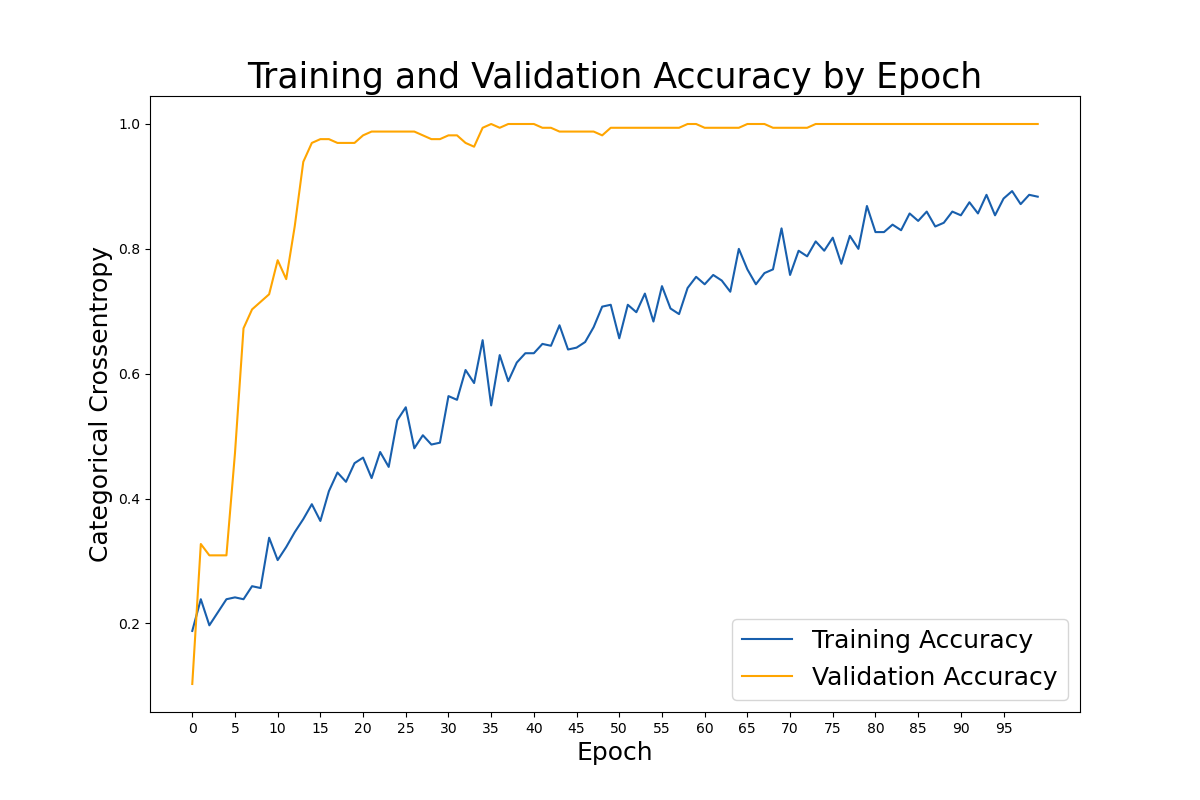 Training and Validation Accuracy by Epoch
Categorical Crossentropy
1.0
0.8
0.6
0.4
0.2
Training Accuracy
Validation Accuracy
0 5 10 15 20 25 30 35 40 45 50 55 60 65 70 75 80 85 90 95
Epoch